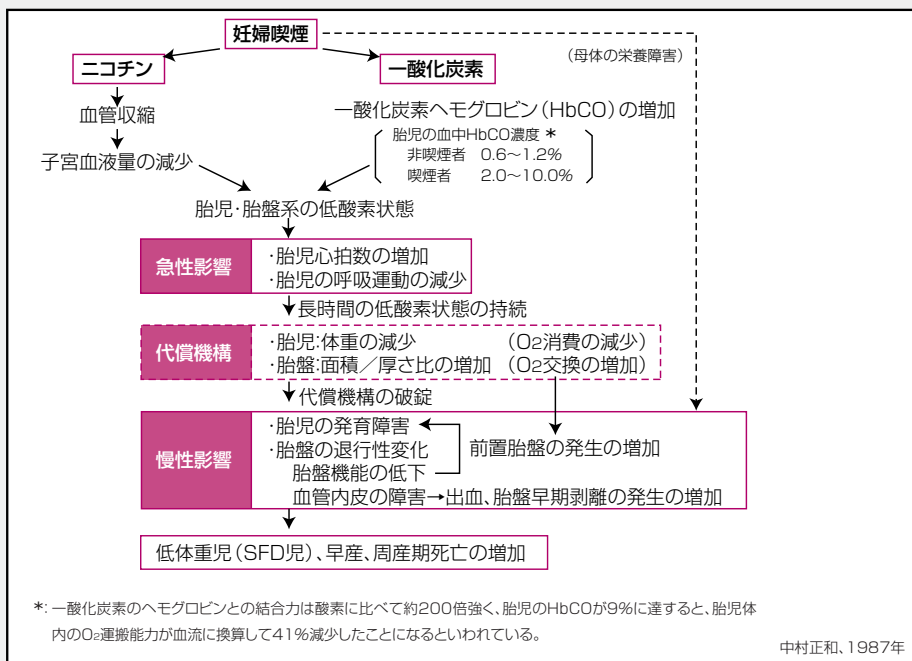 妊婦喫煙
(母体の栄養障害)
ニコチン
一酸化炭素
血管収縮
一酸化炭素ヘモグロビン(HbCO)の増加
胎児の血中HbCO濃度 *
非喫煙者 0.6〜1.2%
喫煙者 2.0〜10.0%
子宮血液量の減少
胎児・胎盤系の低酸素状態
急性影響
・胎児心拍数の増加
・胎児の呼吸運動の減少
長時間の低酸素状態の持続
代償機構
・胎児:体重の減少 (O2消費の減少)
・胎盤:面積/厚さ比の増加 (O2交換の増加)
代償機構の破錠
慢性影響
・胎児の発育障害
・胎盤の退行性変化
胎盤機能の低下
前置胎盤の発生の増加
血管内皮の障害→出血、胎盤早期剥離の発生の増加
低体重児(SFD児)、早産、周産期死亡の増加
*:一酸化炭素のヘモグロビンとの結合力は酸素に比べて約200倍強く、胎児のHbCOが9%に達すると、胎児体
内のO2運搬能力が血流に換算して41%減少したことになるといわれている。
中村正和、1987年